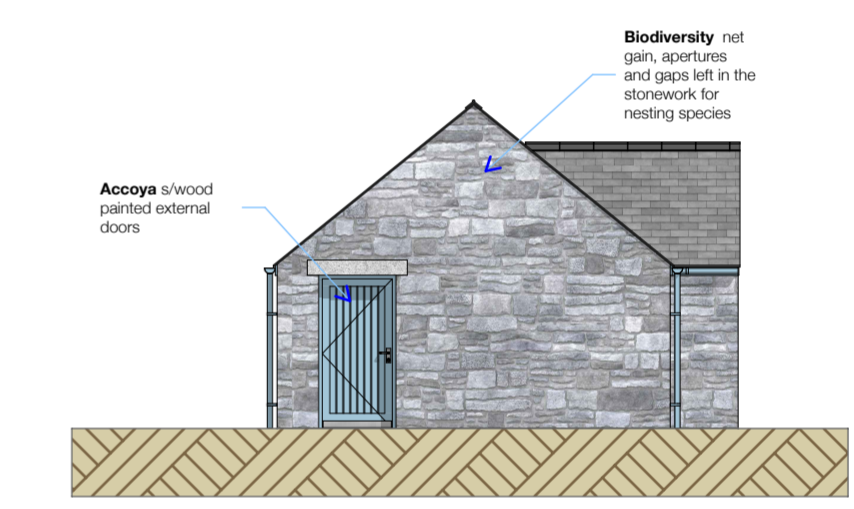 Biodiversity net
gain, apertures
and gaps left in the
stonework for
nesting species
Accoya s/wood
painted external
doors